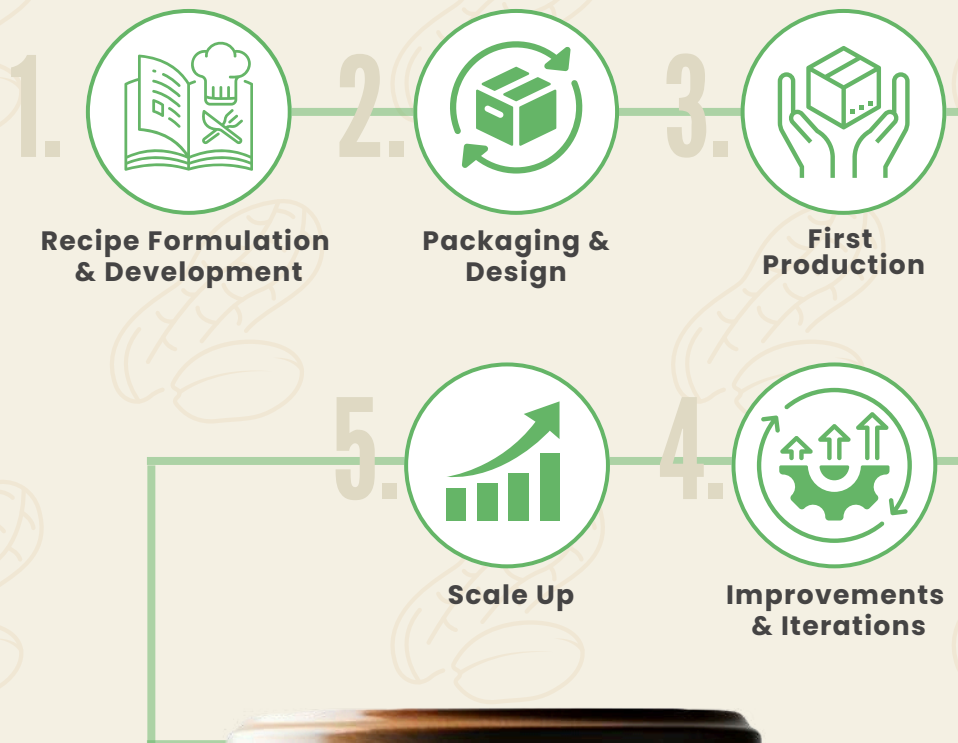 1.
Recipe Formulation
& Development
2.
Packaging &
Design
3.
First
Production
4.
Improvements
& Iterations
5.
Scale Up